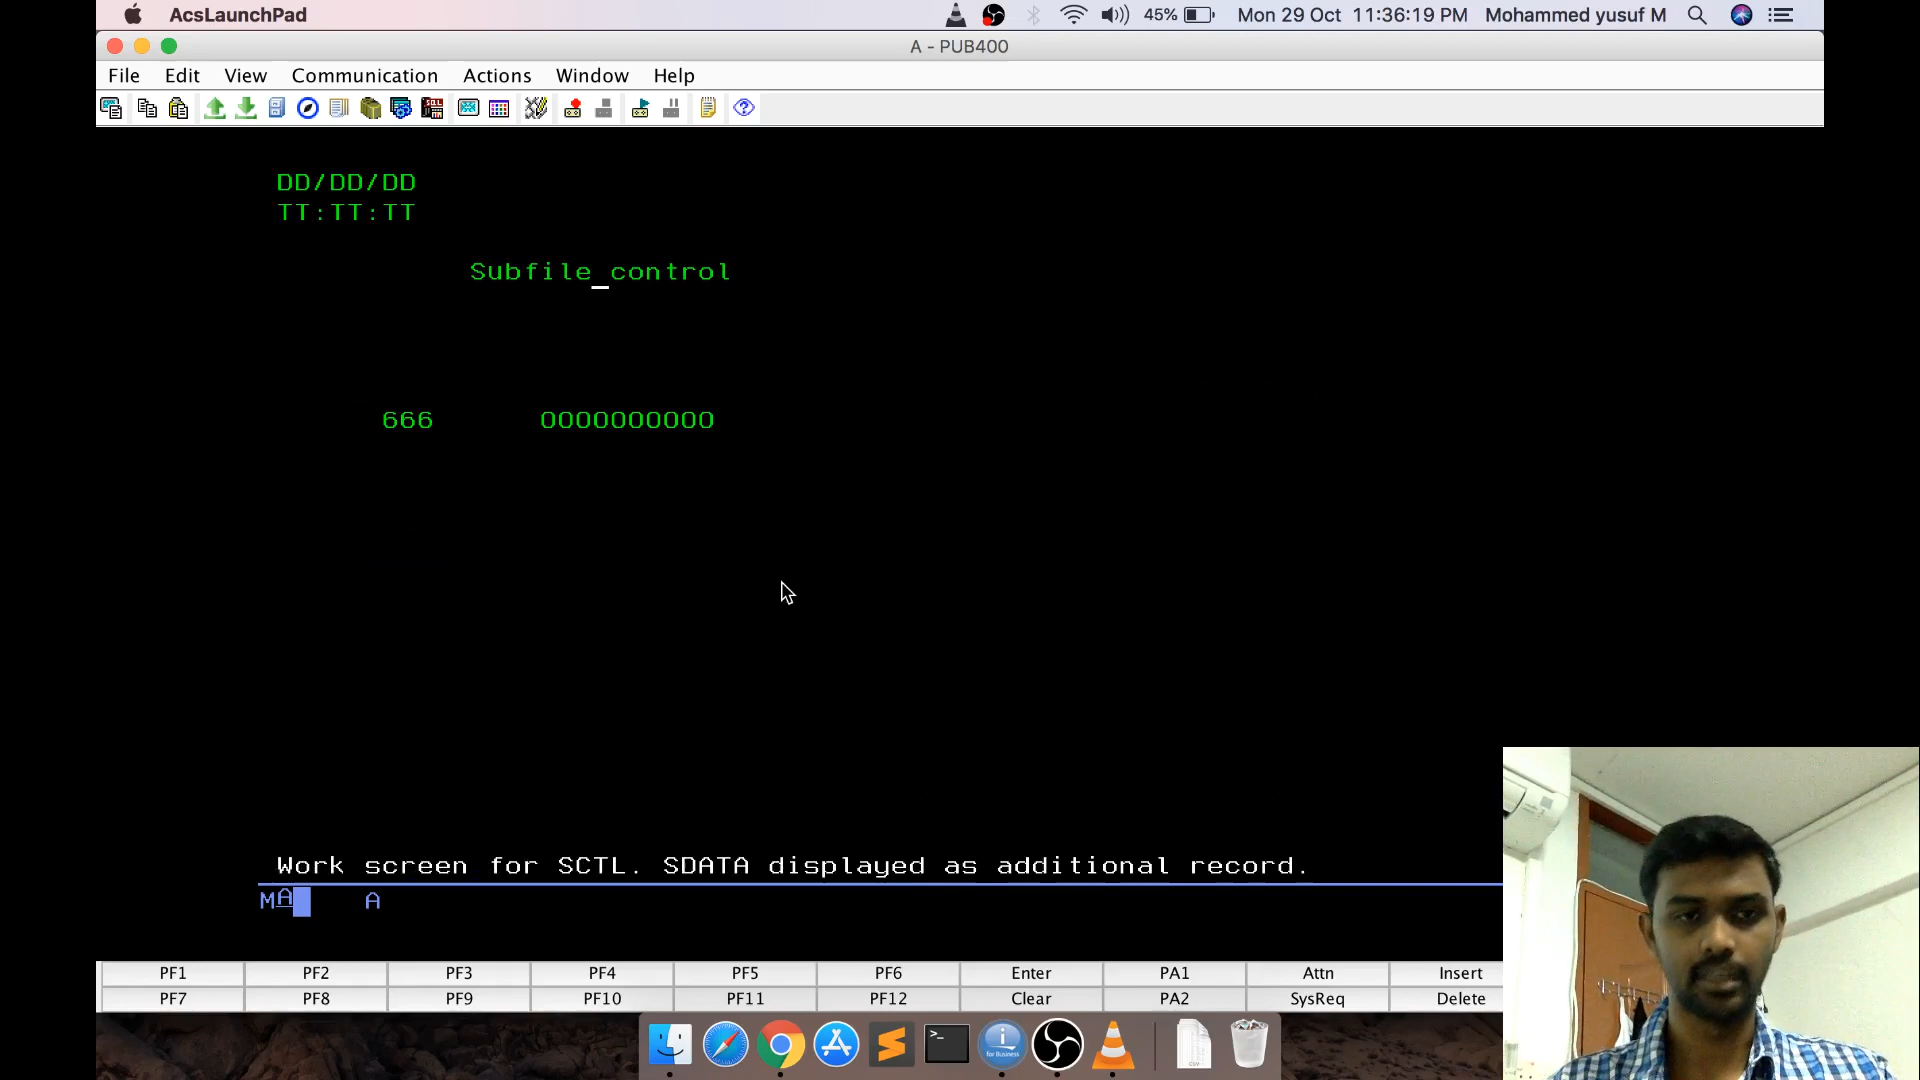 AcsLaunchPad 45% Mon 29 Oct 11:36:19 PM Mohammed yusuf M
A - PUB400
File Edit View Communication Actions Window Help
DD/DD/DD
TT:TT:TT
Subfile_control
666 OOOOOOOOOO
Work screen for SCTL. SDATA displayed as additional record.
MA A
PF1 PF2 PF3 PF4 PF5 PF6 Enter PA1 Attn Insert
PF7 PF8 PF9 PF10 PF11 PF12 Clear PA2 SysReq Delete
for Business